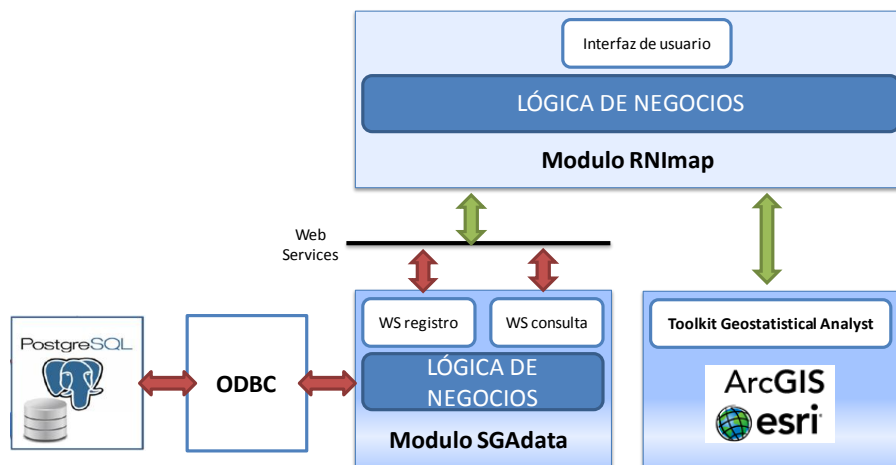 Interfaz de usuario
LÓGICA DE NEGOCIOS
Modulo RNImap
Web
Services
WS registro
WS consulta
Toolkit Geostatistical Analyst
PostgreSQL
ODBC
LÓGICA DE
NEGOCIOS
Modulo SGAdata
ArcGIS
esri